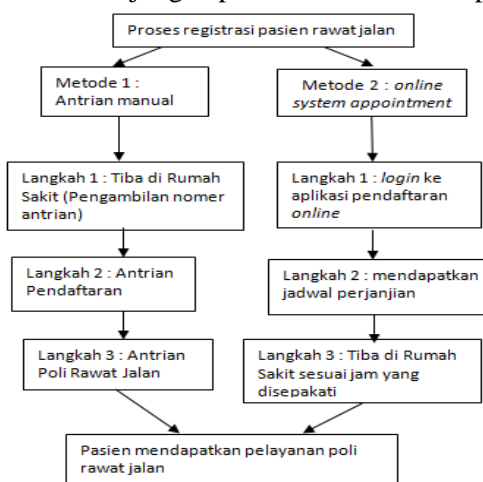 Proses registrasi pasien rawat jalan
Metode 1 :
Antrian manual
Metode 2 : online
system appointment
Langkah 1 : Tiba di Rumah
Sakit (Pengambilan nomer
antrian)
Langkah 1 : login ke
aplikasi pendaftaran
online
Langkah 2 : Antrian
Pendaftaran
Langkah 2 : mendapatkan
jadwal perjanjian
Langkah 3 : Antrian
Poli Rawat Jalan
Langkah 3 : Tiba di Rumah
Sakit sesuai jam yang
disepakati
Pasien mendapatkan pelayanan poli
rawat jalan